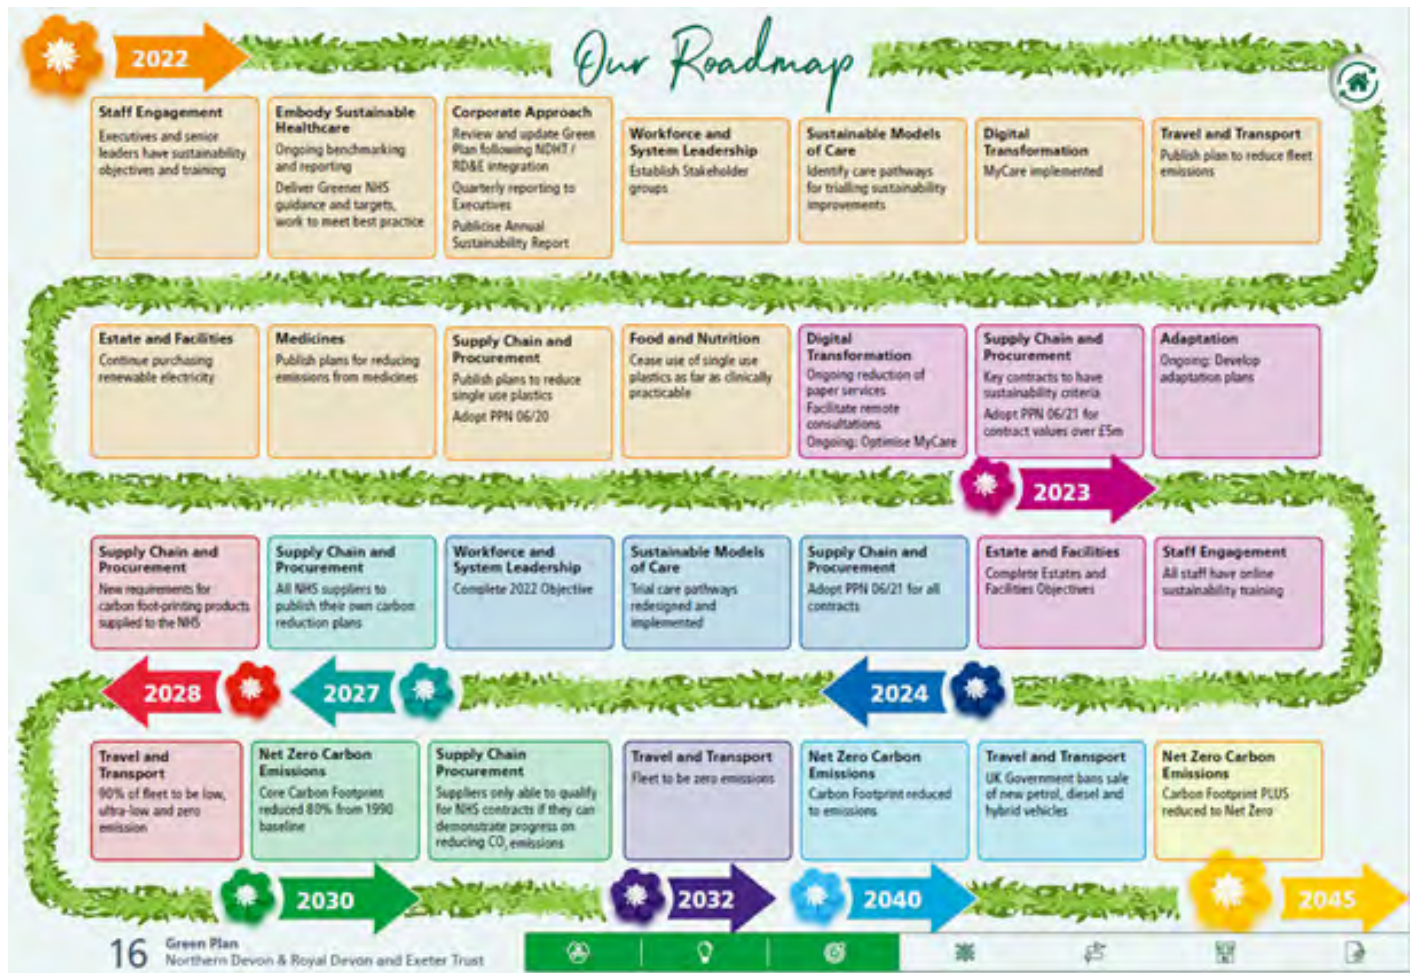 2022
Our Roadmap
Staff Engagement
Executives and senior
leaders have sustainability
objectives and training
Embody Sustainable
Healthcare
Ongoing benchmarking
and reporting
Deliver Greener NHS
guidance and targets,
work to meet best practice
Corporate Approach
Review and update Green
Plan following NDHT /
RD&E integration
Quarterly reporting to
Executives
Publicise Annual
Sustainability Report
Workforce and
System Leadership
Establish Stakeholder
groups
Sustainable Models
of Care
Identify care pathways
for trialling sustainability
improvements
Digital
Transformation
MyCare implemented
Travel and Transport
Publish plan to reduce fleet
emissions
Estate and Facilities
Continue purchasing
renewable electricity
Medicines
Publish plans for reducing
emissions from medicines
Supply Chain and
Procurement
Publish plans to reduce
single use plastics
Adopt PPN 06/20
Food and Nutrition
Cease use of single use
plastics as far as clinically
practicable
Digital
Transformation
Ongoing reduction of
paper services
Facilitate remote
consultations
Ongoing: Optimise MyCare
Supply Chain and
Procurement
Key contracts to have
sustainability criteria
Adopt PPN 06/21 for
contract values over £5m
Adaptation
Ongoing: Develop
adaptation plans
2023
Supply Chain and
Procurement
New requirements for
carbon foot-printing products
supplied to the NHS
Supply Chain and
Procurement
All NHS suppliers to
publish their own carbon
reduction plans
Workforce and
System Leadership
Complete 2022 Objective
Sustainable Models
of Care
Trial care pathways
redesigned and
implemented
Supply Chain and
Procurement
Adopt PPN 06/21 for all
contracts
Estate and Facilities
Complete Estates and
Facilities Objectives
Staff Engagement
All staff have online
sustainability training
2028
2027
2024
Travel and
Transport
90% of fleet to be low,
ultra-low and zero
emission
Net Zero Carbon
Emissions
Core Carbon Footprint
reduced 80% from 1990
baseline
Supply Chain
Procurement
Suppliers only able to qualify
for NHS contracts if they can
demonstrate progress on
reducing CO₂ emissions
Travel and Transport
Fleet to be zero emissions
Net Zero Carbon
Emissions
Carbon Footprint reduced
to emissions
Travel and Transport
UK Government bans sale
of new petrol, diesel and
hybrid vehicles
Net Zero Carbon
Emissions
Carbon Footprint PLUS
reduced to Net Zero
2030
2032
2040
2045
16
Green Plan
Northern Devon & Royal Devon and Exeter Trust